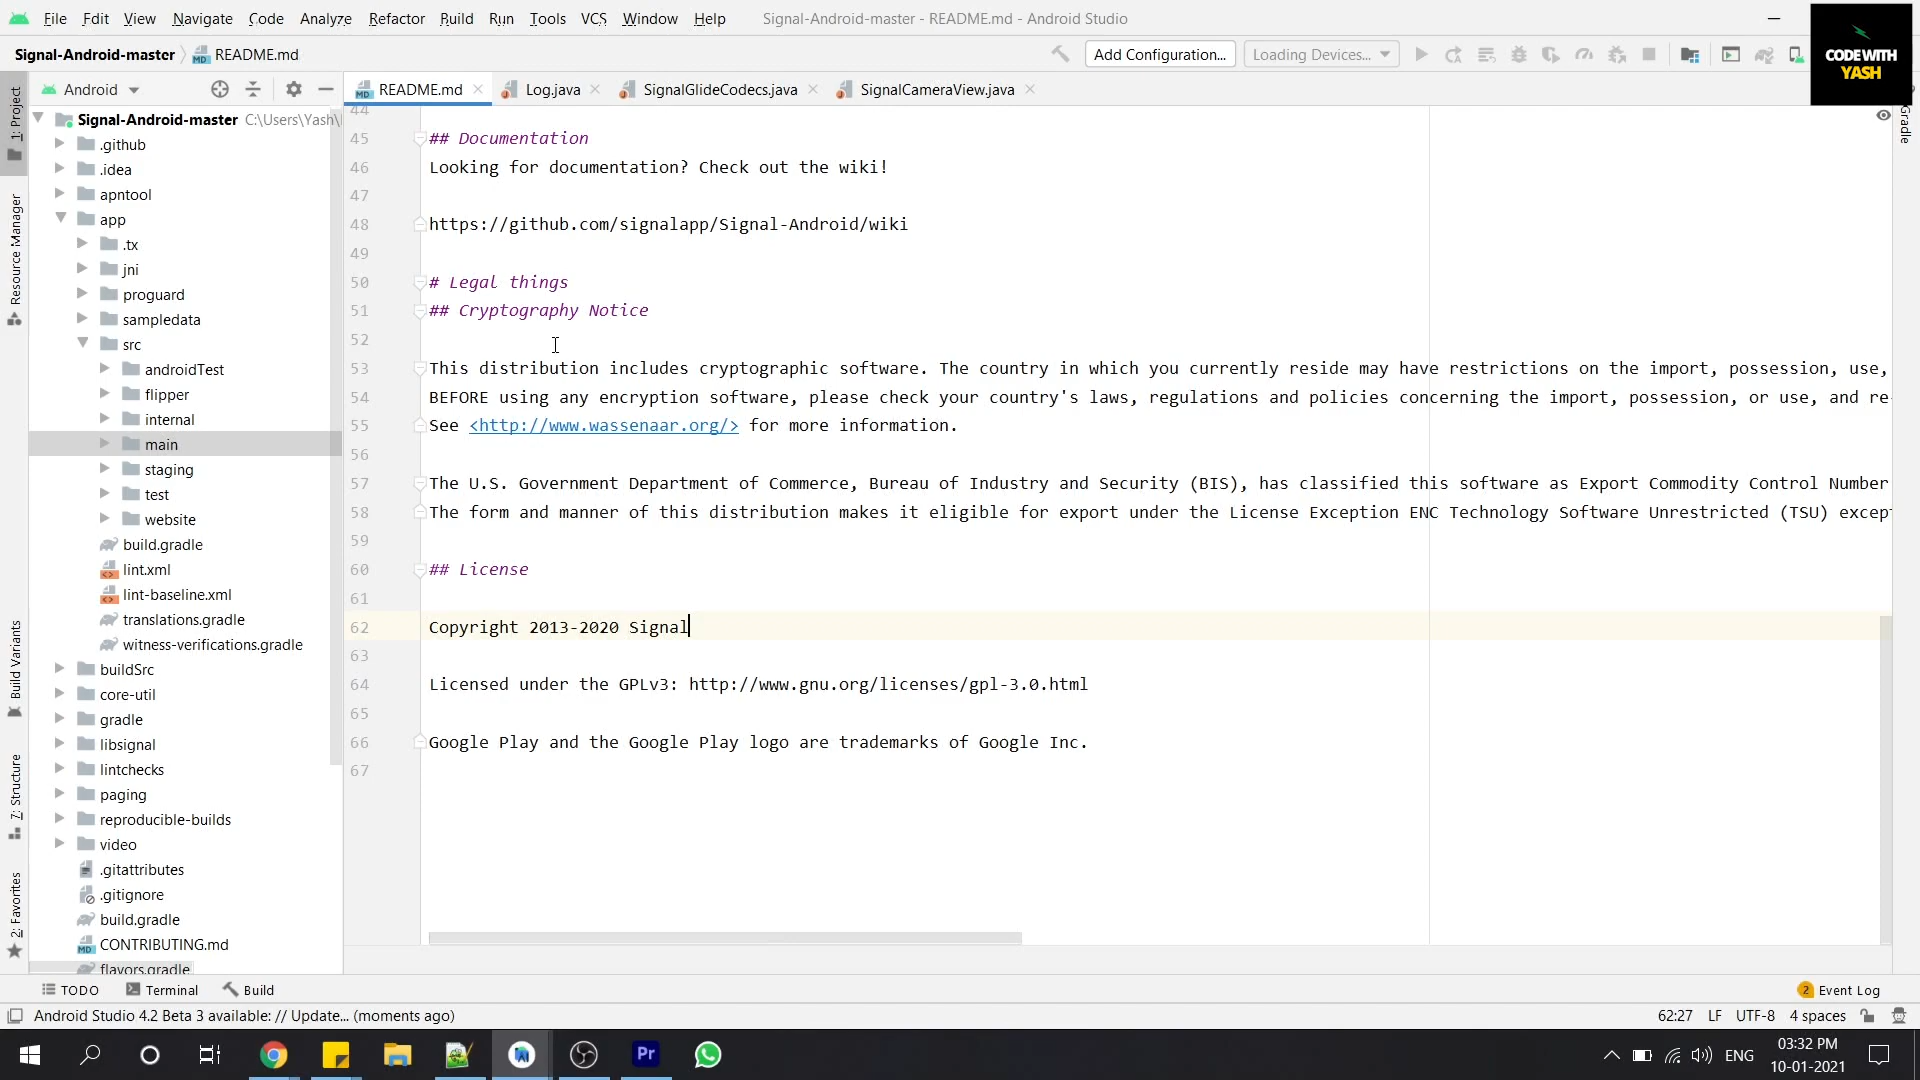 File Edit View Navigate Code Analyze Refactor Build Run Tools VCS Window Help Signal-Android-master - README.md - Android Studio
Signal-Android-master README.md Add Configuration... Loading Devices...
CODE WITH
YASH
Android
README.md Log.java SignalGlideCodecs.java SignalCameraView.java
1: Project
Resource Manager
Build Variants
7: Structure
2: Favorites
Gradle
Signal-Android-master C:\Users\Yash\
.github
.idea
apntool
app
.tx
jni
proguard
sampledata
src
androidTest
flipper
internal
main
staging
test
website
build.gradle
lint.xml
lint-baseline.xml
translations.gradle
witness-verifications.gradle
buildSrc
core-util
gradle
libsignal
lintchecks
paging
reproducible-builds
video
.gitattributes
.gitignore
build.gradle
CONTRIBUTING.md
flavors.gradle
44
45 ## Documentation
46 Looking for documentation? Check out the wiki!
47
48 https://github.com/signalapp/Signal-Android/wiki
49
50 # Legal things
51 ## Cryptography Notice
52
53 This distribution includes cryptographic software. The country in which you currently reside may have restrictions on the import, possession, use,
54 BEFORE using any encryption software, please check your country's laws, regulations and policies concerning the import, possession, or use, and re-
55 See <http://www.wassenaar.org/> for more information.
56
57 The U.S. Government Department of Commerce, Bureau of Industry and Security (BIS), has classified this software as Export Commodity Control Number
58 The form and manner of this distribution makes it eligible for export under the License Exception ENC Technology Software Unrestricted (TSU) except
59
60 ## License
61
62 Copyright 2013-2020 Signal
63
64 Licensed under the GPLv3: http://www.gnu.org/licenses/gpl-3.0.html
65
66 Google Play and the Google Play logo are trademarks of Google Inc.
67
TODO Terminal Build 2 Event Log
Android Studio 4.2 Beta 3 available: // Update... (moments ago) 62:27 LF UTF-8 4 spaces
Pr ENG 03:32 PM
10-01-2021